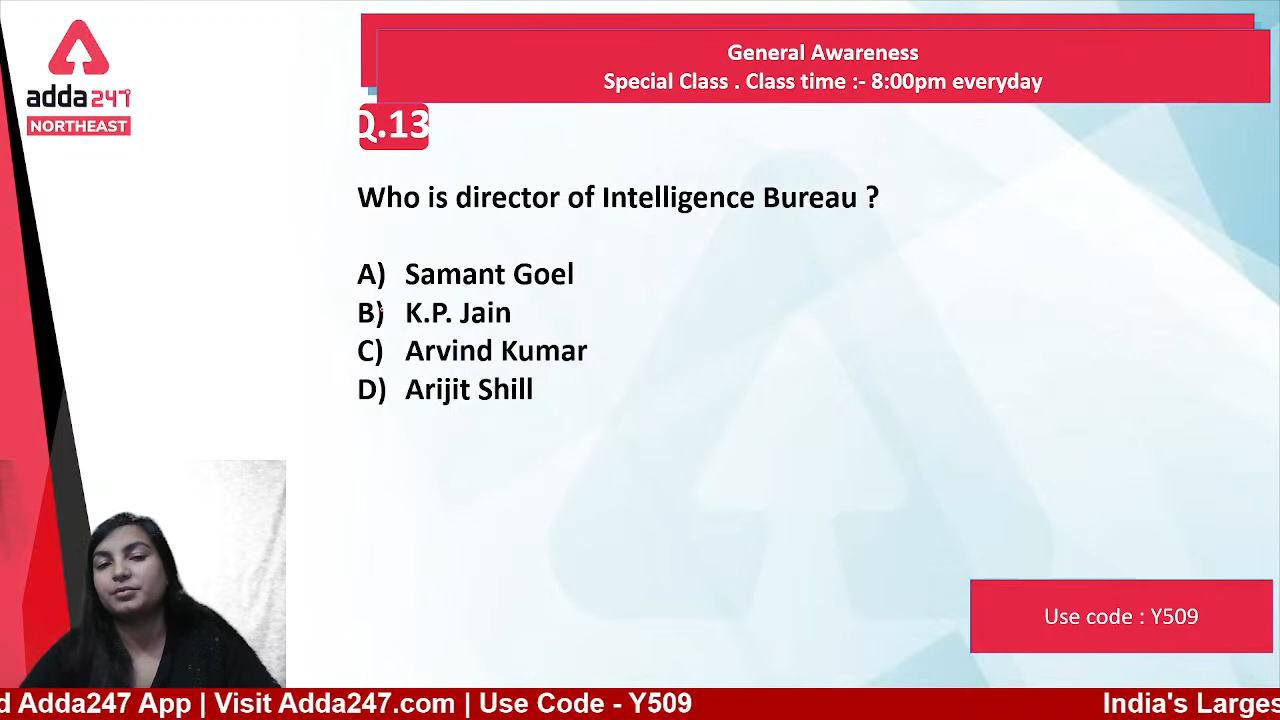 adda247
NORTHEAST
General Awareness
Special Class . Class time :- 8:00pm everyday
Q.13
Who is director of Intelligence Bureau ?
A) Samant Goel
B) K.P. Jain
C) Arvind Kumar
D) Arijit Shill
Use code : Y509
d Adda247 App | Visit Adda247.com | Use Code - Y509 India's Larges